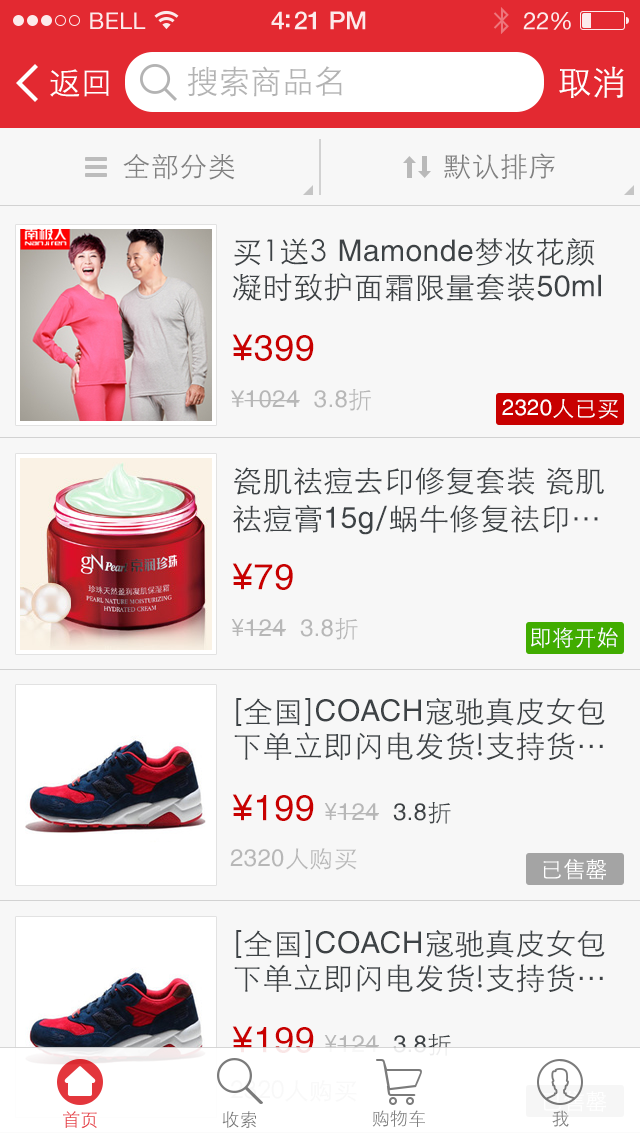 BELL 4:21 PM 22%
返回 搜索商品名 取消
全部分类 默认排序
南极人
NanJiren
买1送3 Mamonde梦妆花颜
凝时致护面霜限量套装50ml
¥399
¥1024 3.8折
2320人已买
瓷肌祛痘去印修复套装 瓷肌
祛痘膏15g/蜗牛修复祛印…
gN Pearl 京润珍珠
珍珠天然盈润凝肌保湿霜
PEARL NATURE MOISTURIZING
HYDRATED CREAM
¥79
¥124 3.8折
即将开始
[全国]COACH寇驰真皮女包
下单立即闪电发货!支持货…
¥199 ¥124 3.8折
2320人购买
已售罄
[全国]COACH寇驰真皮女包
下单立即闪电发货!支持货…
¥199 ¥124 3.8折
2320人购买
已售罄
首页 收索 购物车 我